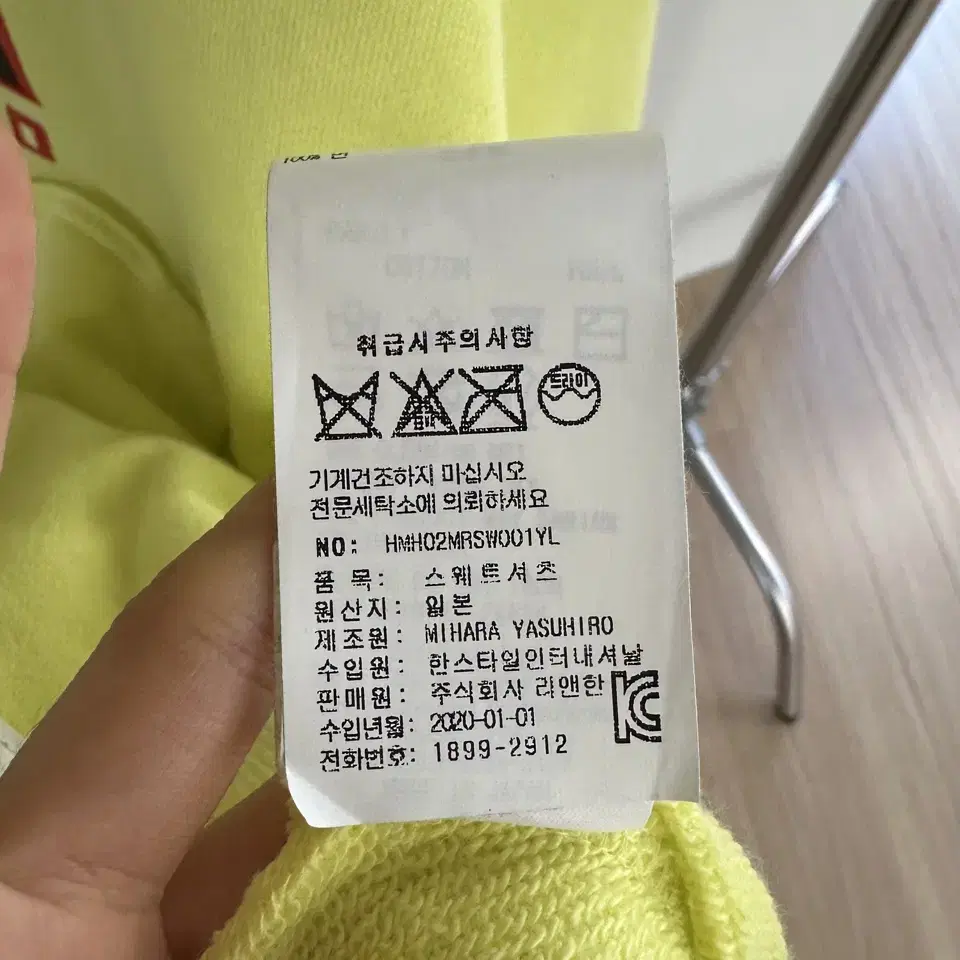 100% 면
취급시주의사항
드라이
기계건조하지 마십시오
전문세탁소에 의뢰하세요
NO: HMH02MRSW001YL
품 목: 스웨트셔츠
원산지: 일본
제조원: MIHARA YASUHIRO
수입원: 한스타일인터내셔날
판매원: 주식회사 리앤한
수입년월: 2020-01-01
전화번호: 1899-2912